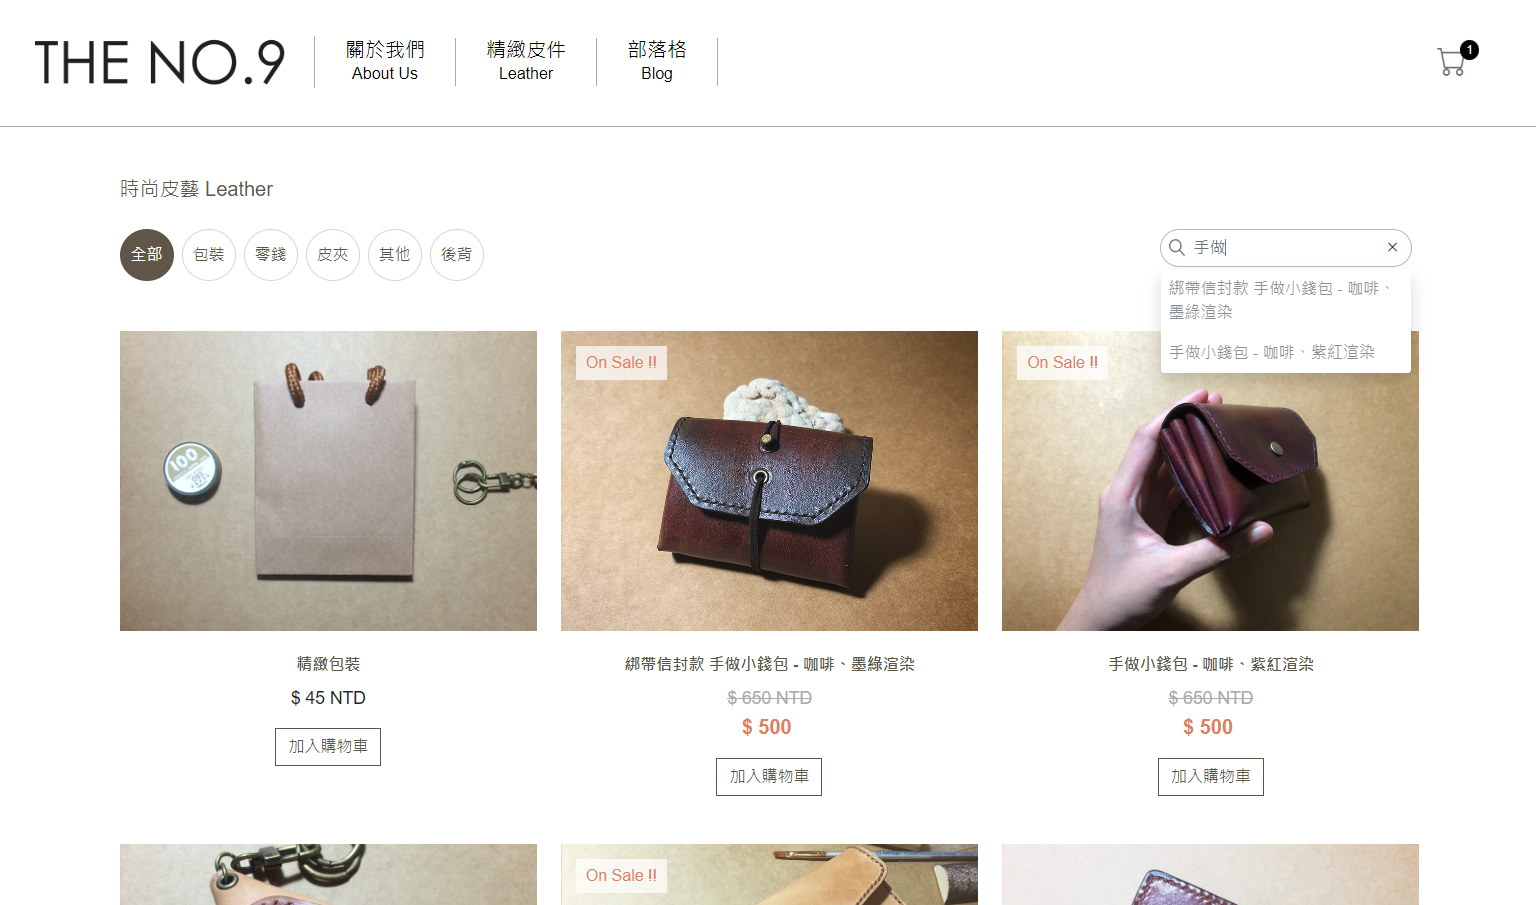 THE NO.9
關於我們
About Us
精緻皮件
Leather
部落格
Blog
1
時尚皮藝 Leather
全部
包裝
零錢
皮夾
其他
後背
手做
綁帶信封款 手做小錢包 - 咖啡、
墨綠渲染
手做小錢包 - 咖啡、紫紅渲染
100
On Sale !!
On Sale !!
精緻包裝
$ 45 NTD
加入購物車
綁帶信封款 手做小錢包 - 咖啡、墨綠渲染
$ 650 NTD
$ 500
加入購物車
手做小錢包 - 咖啡、紫紅渲染
$ 650 NTD
$ 500
加入購物車
On Sale !!